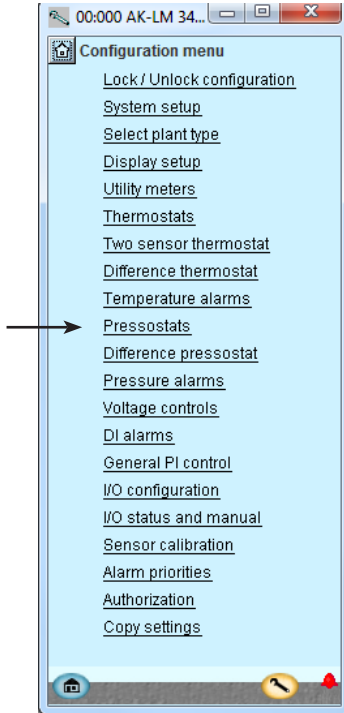 00:000 AK-LM 34...
Configuration menu
Lock / Unlock configuration
System setup
Select plant type
Display setup
Utility meters
Thermostats
Two sensor thermostat
Difference thermostat
Temperature alarms
Pressostats
Difference pressostat
Pressure alarms
Voltage controls
DI alarms
General PI control
I/O configuration
I/O status and manual
Sensor calibration
Alarm priorities
Authorization
Copy settings